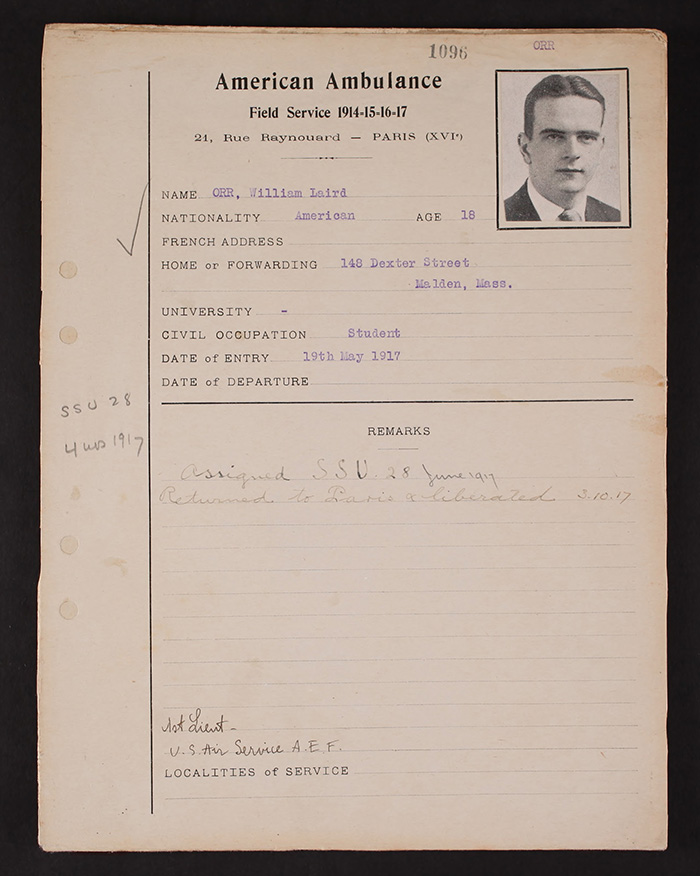 1096
ORR
American Ambulance
Field Service 1914-15-16-17
21, Rue Raynouard — PARIS (XVIe)
NAME ORR, William Laird
NATIONALITY American AGE 18
FRENCH ADDRESS
HOME or FORWARDING 148 Dexter Street
Malden, Mass.
UNIVERSITY -
CIVIL OCCUPATION Student
DATE of ENTRY 19th May 1917
DATE of DEPARTURE
SSU 28
4 mos 1917
REMARKS
Assigned S.S.U. 28 June 1917
Returned to Paris & liberated 3.10.17
1st Lieut-
U.S. Air Service A.E.F.
LOCALITIES of SERVICE